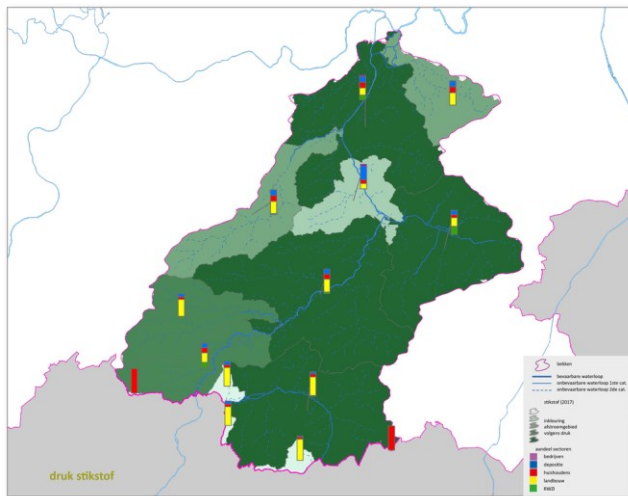 bekken
bevaarbare waterloop
onbevaarbare waterloop 1ste cat.
onbevaarbare waterloop 2de cat.
stikstof (2017)
inkleuring
afstroomgebied
volgens druk
aandeel sectoren
bedrijven
depositie
huishoudens
landbouw
RWZI
druk stikstof